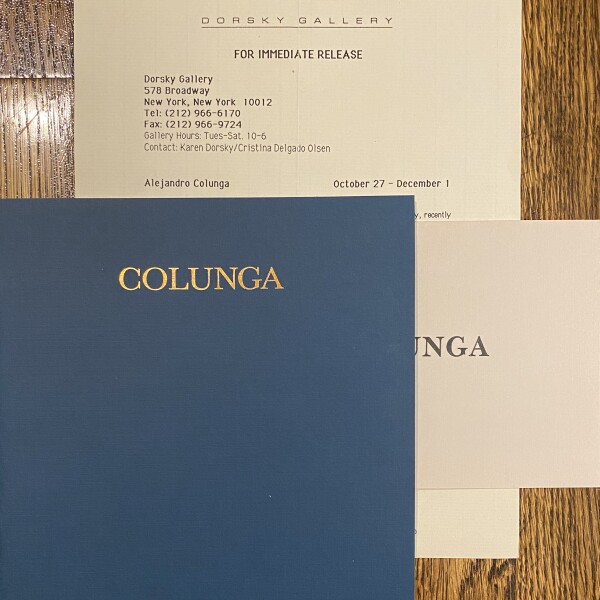 DORSKY GALLERY
FOR IMMEDIATE RELEASE
Dorsky Gallery
578 Broadway
New York, New York 10012
Tel: (212) 966-6170
Fax: (212) 966-9724
Gallery Hours: Tues-Sat. 10-6
Contact: Karen Dorsky/Cristina Delgado Olsen
Alejandro Colunga October 27 - December 1
recently
COLUNGA
UNGA